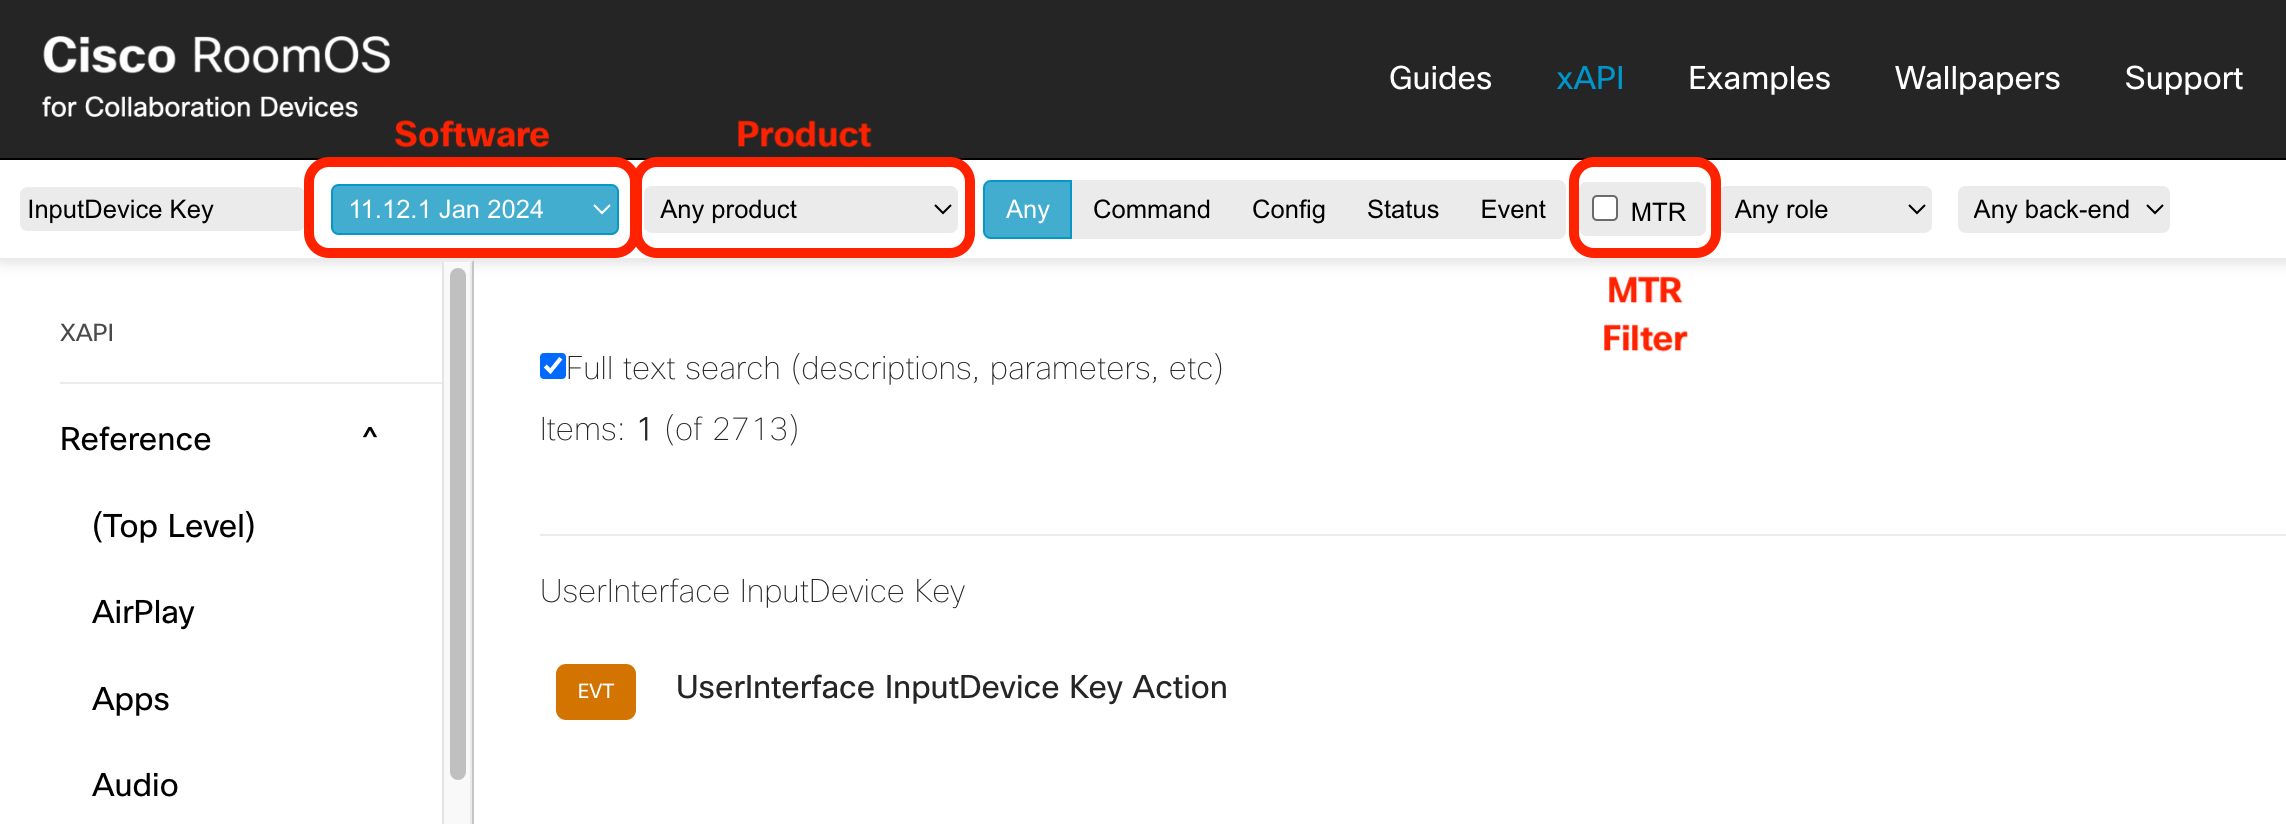 Cisco RoomOS
for Collaboration Devices
Guides xAPI Examples Wallpapers Support
Software Product
InputDevice Key 11.12.1 Jan 2024 Any product Any Command Config Status Event MTR Any role Any back-end
MTR
Filter
XAPI
Reference ^
(Top Level)
AirPlay
Apps
Audio
Full text search (descriptions, parameters, etc)
Items: 1 (of 2713)
UserInterface InputDevice Key
EVT UserInterface InputDevice Key Action